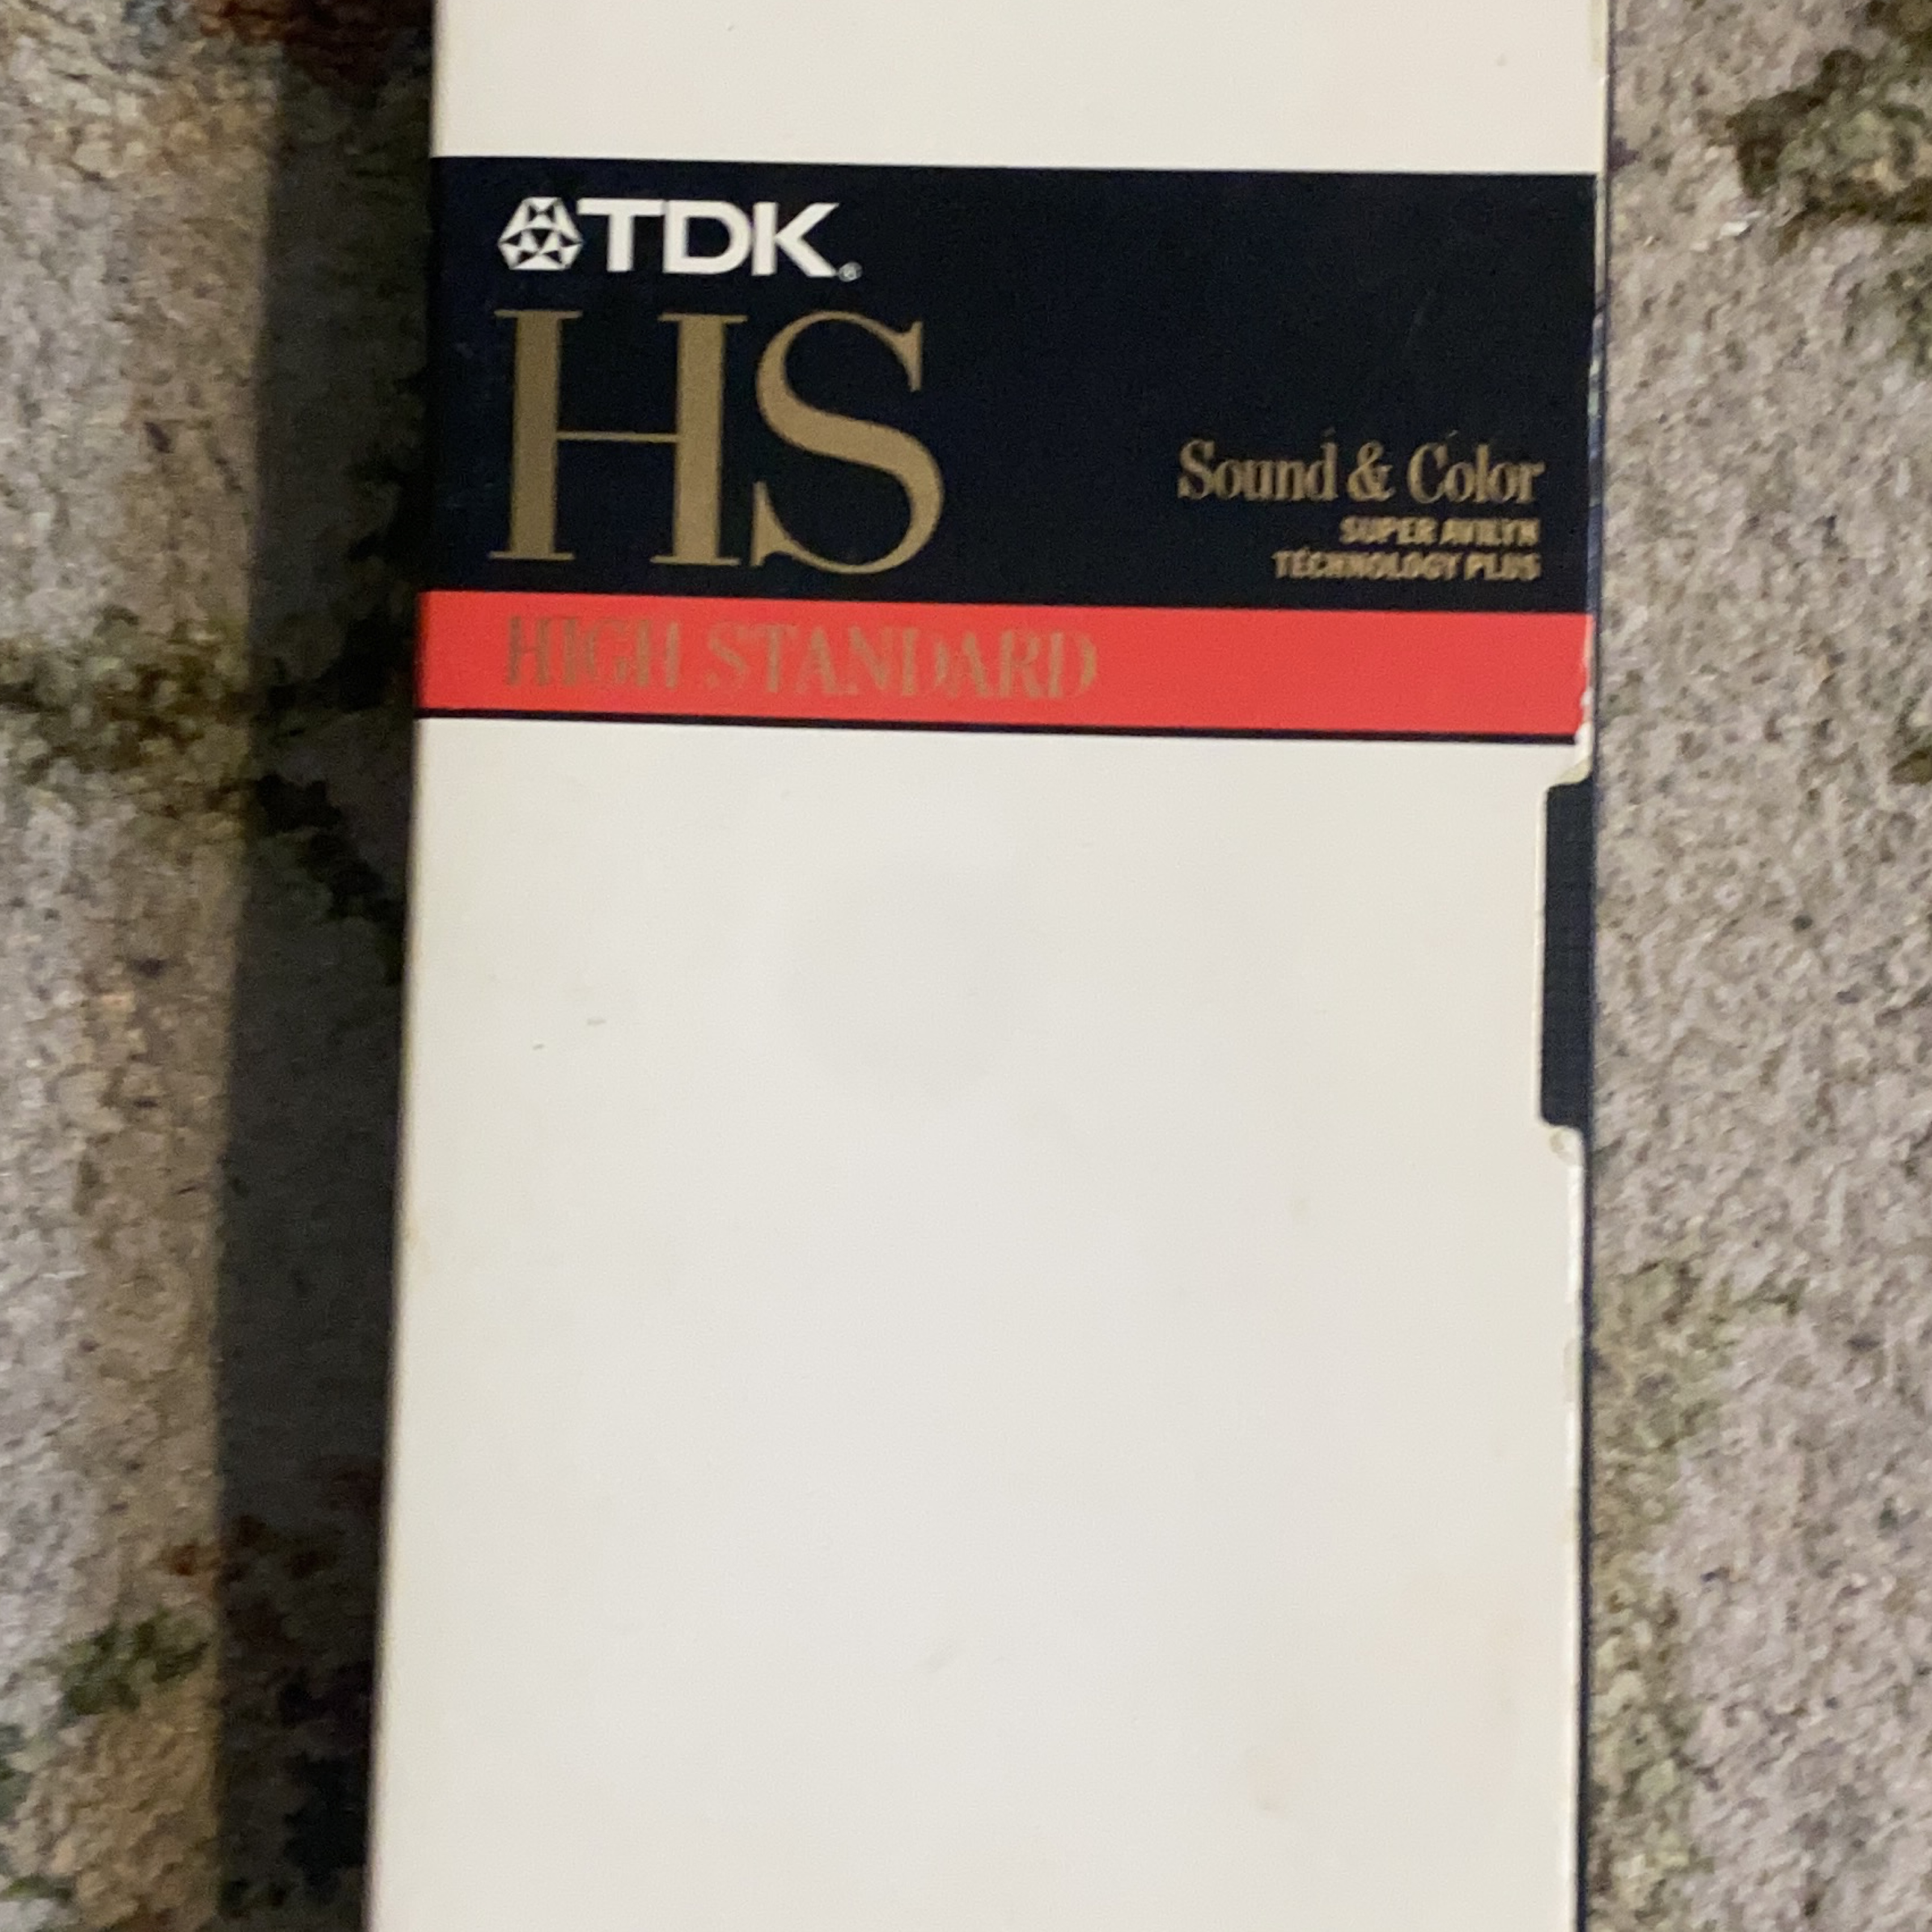 TDK®
HS
Sound & Color
SUPER AVILYN
TECHNOLOGY PLUS
HIGH STANDARD